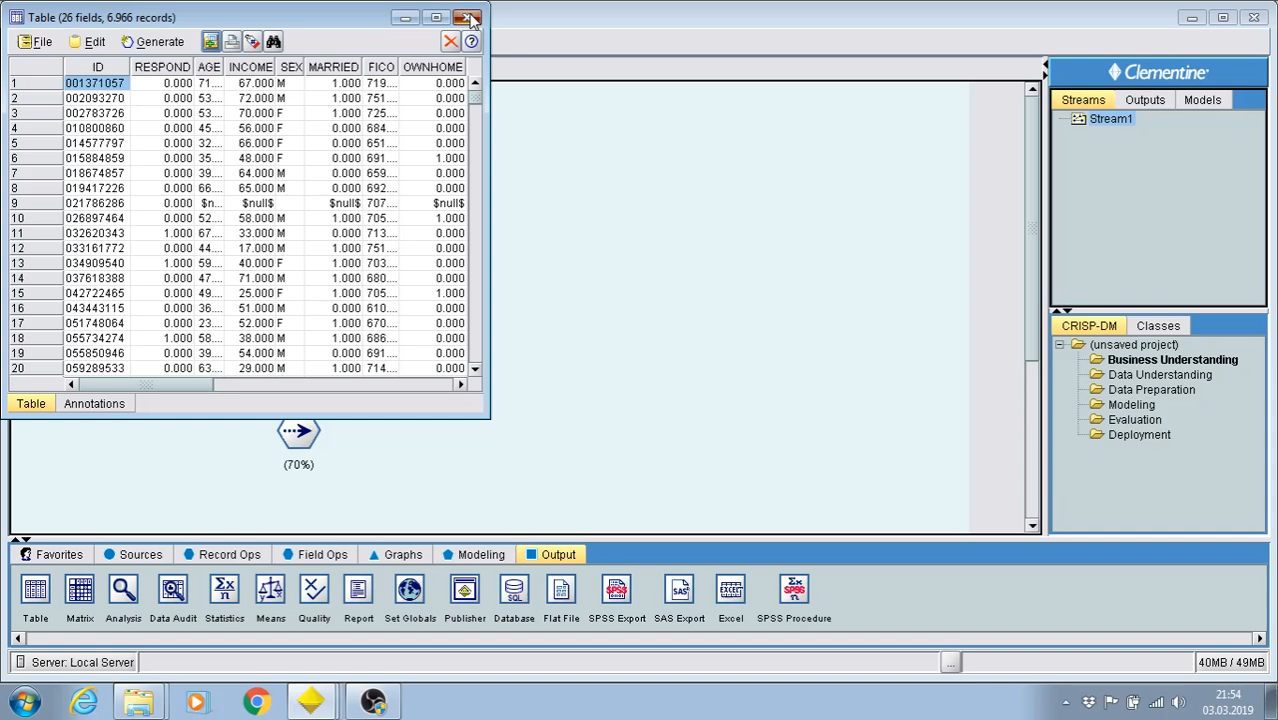 Table (26 fields, 6.966 records)
File Edit Generate
ID RESPOND AGE INCOME SEX MARRIED FICO OWNHOME
1 001371057 0.000 71.... 67.000 M 1.000 719.... 0.000
2 002093270 0.000 53.... 72.000 M 1.000 751.... 0.000
3 002783726 0.000 53.... 70.000 F 1.000 725.... 0.000
4 010800860 0.000 45.... 56.000 F 0.000 684.... 0.000
5 014577797 0.000 32.... 66.000 F 0.000 651.... 0.000
6 015884859 0.000 35.... 48.000 F 0.000 691.... 1.000
7 018674857 0.000 39.... 64.000 M 0.000 659.... 0.000
8 019417226 0.000 66.... 65.000 M 0.000 692.... 0.000
9 021786286 0.000 $n... $null$ $null$ 707.... $null$
10 026897464 0.000 52.... 58.000 M 1.000 705.... 1.000
11 032620343 1.000 67.... 33.000 M 0.000 713.... 0.000
12 033161772 0.000 44.... 17.000 M 1.000 751.... 0.000
13 034909540 1.000 59.... 40.000 F 0.000 703.... 0.000
14 037618388 0.000 47.... 71.000 M 1.000 680.... 0.000
15 042722465 0.000 49.... 25.000 F 1.000 705.... 1.000
16 043443115 0.000 36.... 51.000 M 0.000 610.... 0.000
17 051748064 0.000 23.... 52.000 F 1.000 670.... 0.000
18 055734274 1.000 58.... 38.000 M 1.000 686.... 0.000
19 055850946 0.000 39.... 54.000 M 0.000 691.... 0.000
20 059289533 0.000 63.... 29.000 M 1.000 714.... 0.000
Table Annotations
(70%)
Clementine
Streams Outputs Models
Stream1
CRISP-DM Classes
(unsaved project)
Business Understanding
Data Understanding
Data Preparation
Modeling
Evaluation
Deployment
Favorites Sources Record Ops Field Ops Graphs Modeling Output
Table Matrix Analysis Data Audit Statistics Means Quality Report Set Globals Publisher Database Flat File SPSS Export SAS Export Excel SPSS Procedure
Server: Local Server ... 40MB / 49MB
21:54
03.03.2019